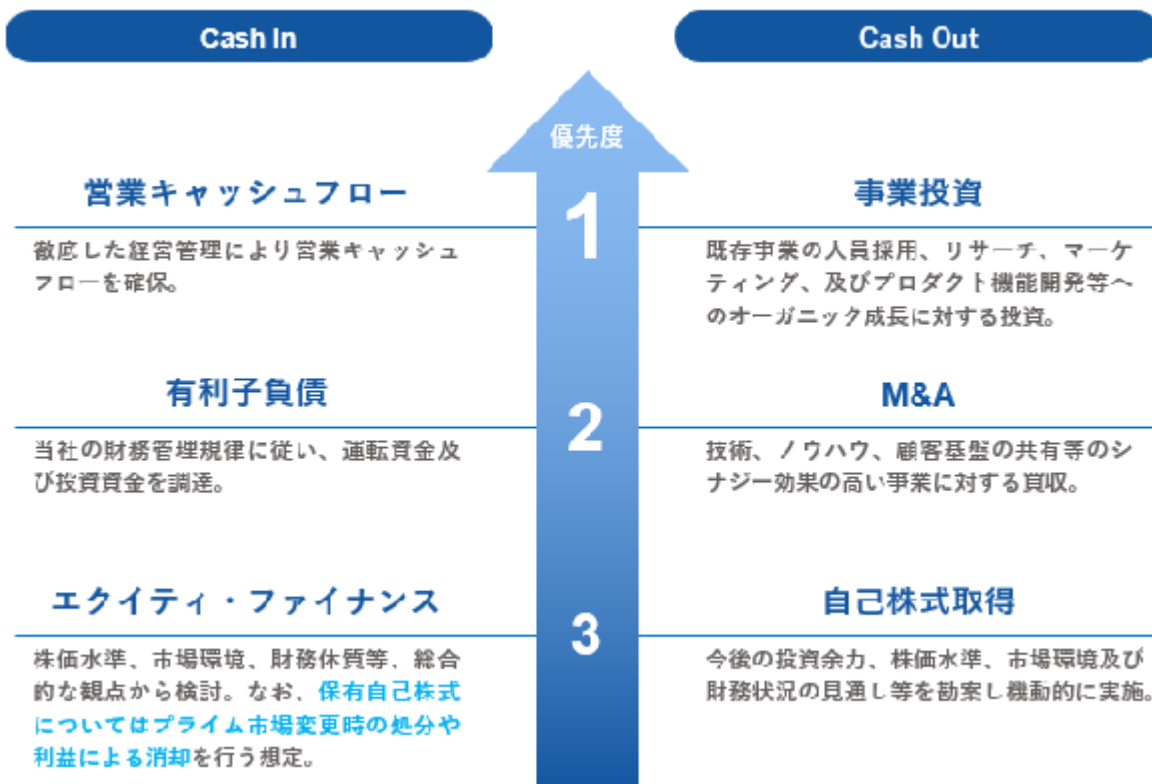 Cash In
Cash Out
優先度
1
営業キャッシュフロー
徹底した経営管理により営業キャッシュ
フローを確保。
事業投資
既存事業の人員採用、リサーチ、マーケ
ティング、及びプロダクト機能開発等へ
のオーガニック成長に対する投資。
2
有利子負債
当社の財務管理規律に従い、運転資金及
び投資資金を調達。
M&A
技術、ノウハウ、顧客基盤の共有等のシ
ナジー効果の高い事業に対する買収。
3
エクイティ・ファイナンス
株価水準、市場環境、財務体質等、総合
的な観点から検討。なお、保有自己株式
についてはプライム市場変更時の処分や
利益による消却を行う想定。
自己株式取得
今後の投資余力、株価水準、市場環境及び
財務状況の見通し等を勘案し機動的に実施。